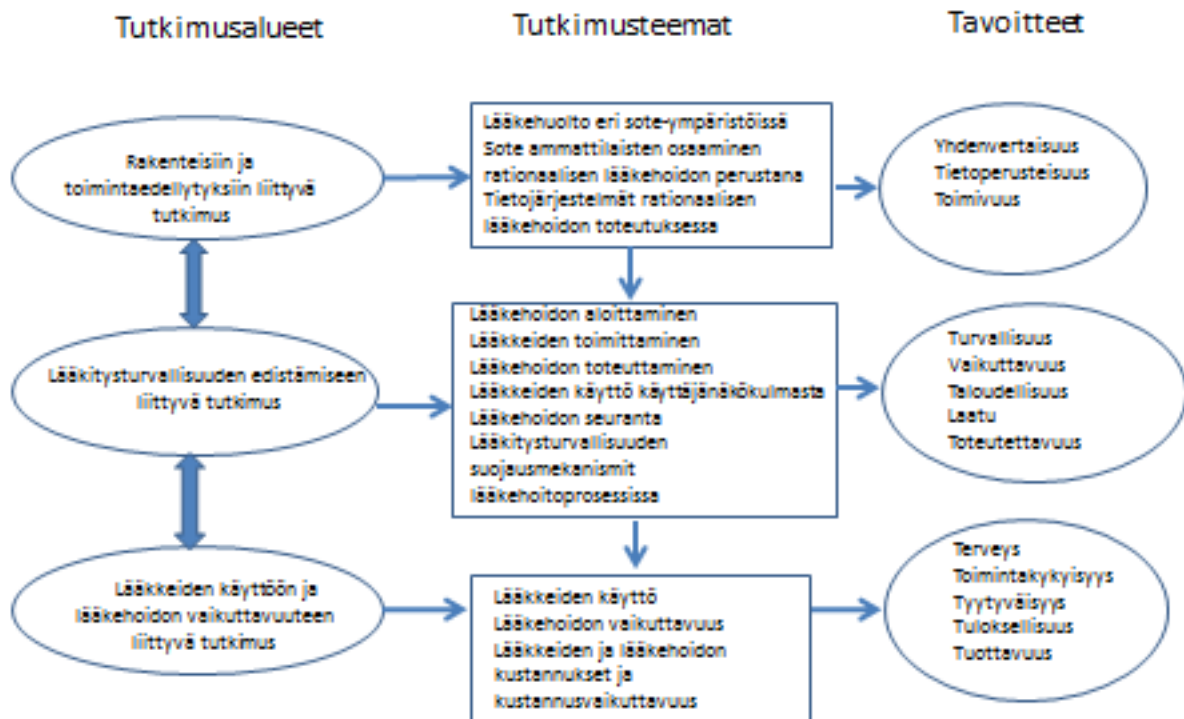 Tutkimusalueet
Tutkimusteemat
Tavoitteet
Rakenteisiin ja
toimintaedellytyksiin liittyvä
tutkimus
Lääkehuolto eri sote-ympäristöissä
Sote ammattilaisten osaaminen
rationaalisen lääkehoidon perustana
Tietojärjestelmät rationaalisen
lääkehoidon toteutuksessa
Yhdenvertaisuus
Tietoperusteisuus
Toimivuus
Lääkitysturvallisuuden edistämiseen
liittyvä tutkimus
Lääkehoidon aloittaminen
Lääkkeiden toimittaminen
Lääkehoidon toteuttaminen
Lääkkeiden käyttö käyttäjänäkökulmasta
Lääkehoidon seuranta
Lääkitysturvallisuuden
suojausmekanismit
lääkehoitoprosessissa
Turvallisuus
Vaikuttavuus
Taloudellisuus
Laatu
Toteutettavuus
Lääkkeiden käyttöön ja
lääkehoidon vaikuttavuuteen
liittyvä tutkimus
Lääkkeiden käyttö
Lääkehoidon vaikuttavuus
Lääkkeiden ja lääkehoidon
kustannukset ja
kustannusvaikuttavuus
Terveys
Toimintakykyisyys
Tyytyväisyys
Tuloksellisuus
Tuottavuus